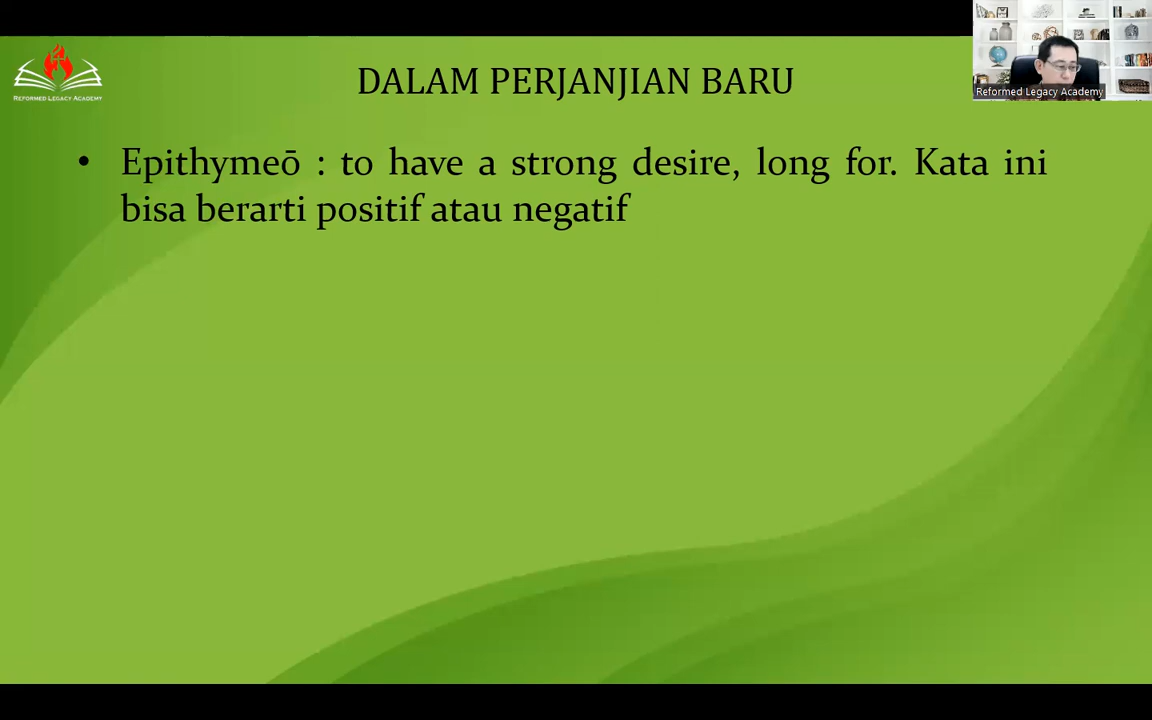 REFORMED LEGACY ACADEMY
DALAM PERJANJIAN BARU
Reformed Legacy Academy
• Epithymeō : to have a strong desire, long for. Kata ini
bisa berarti positif atau negatif